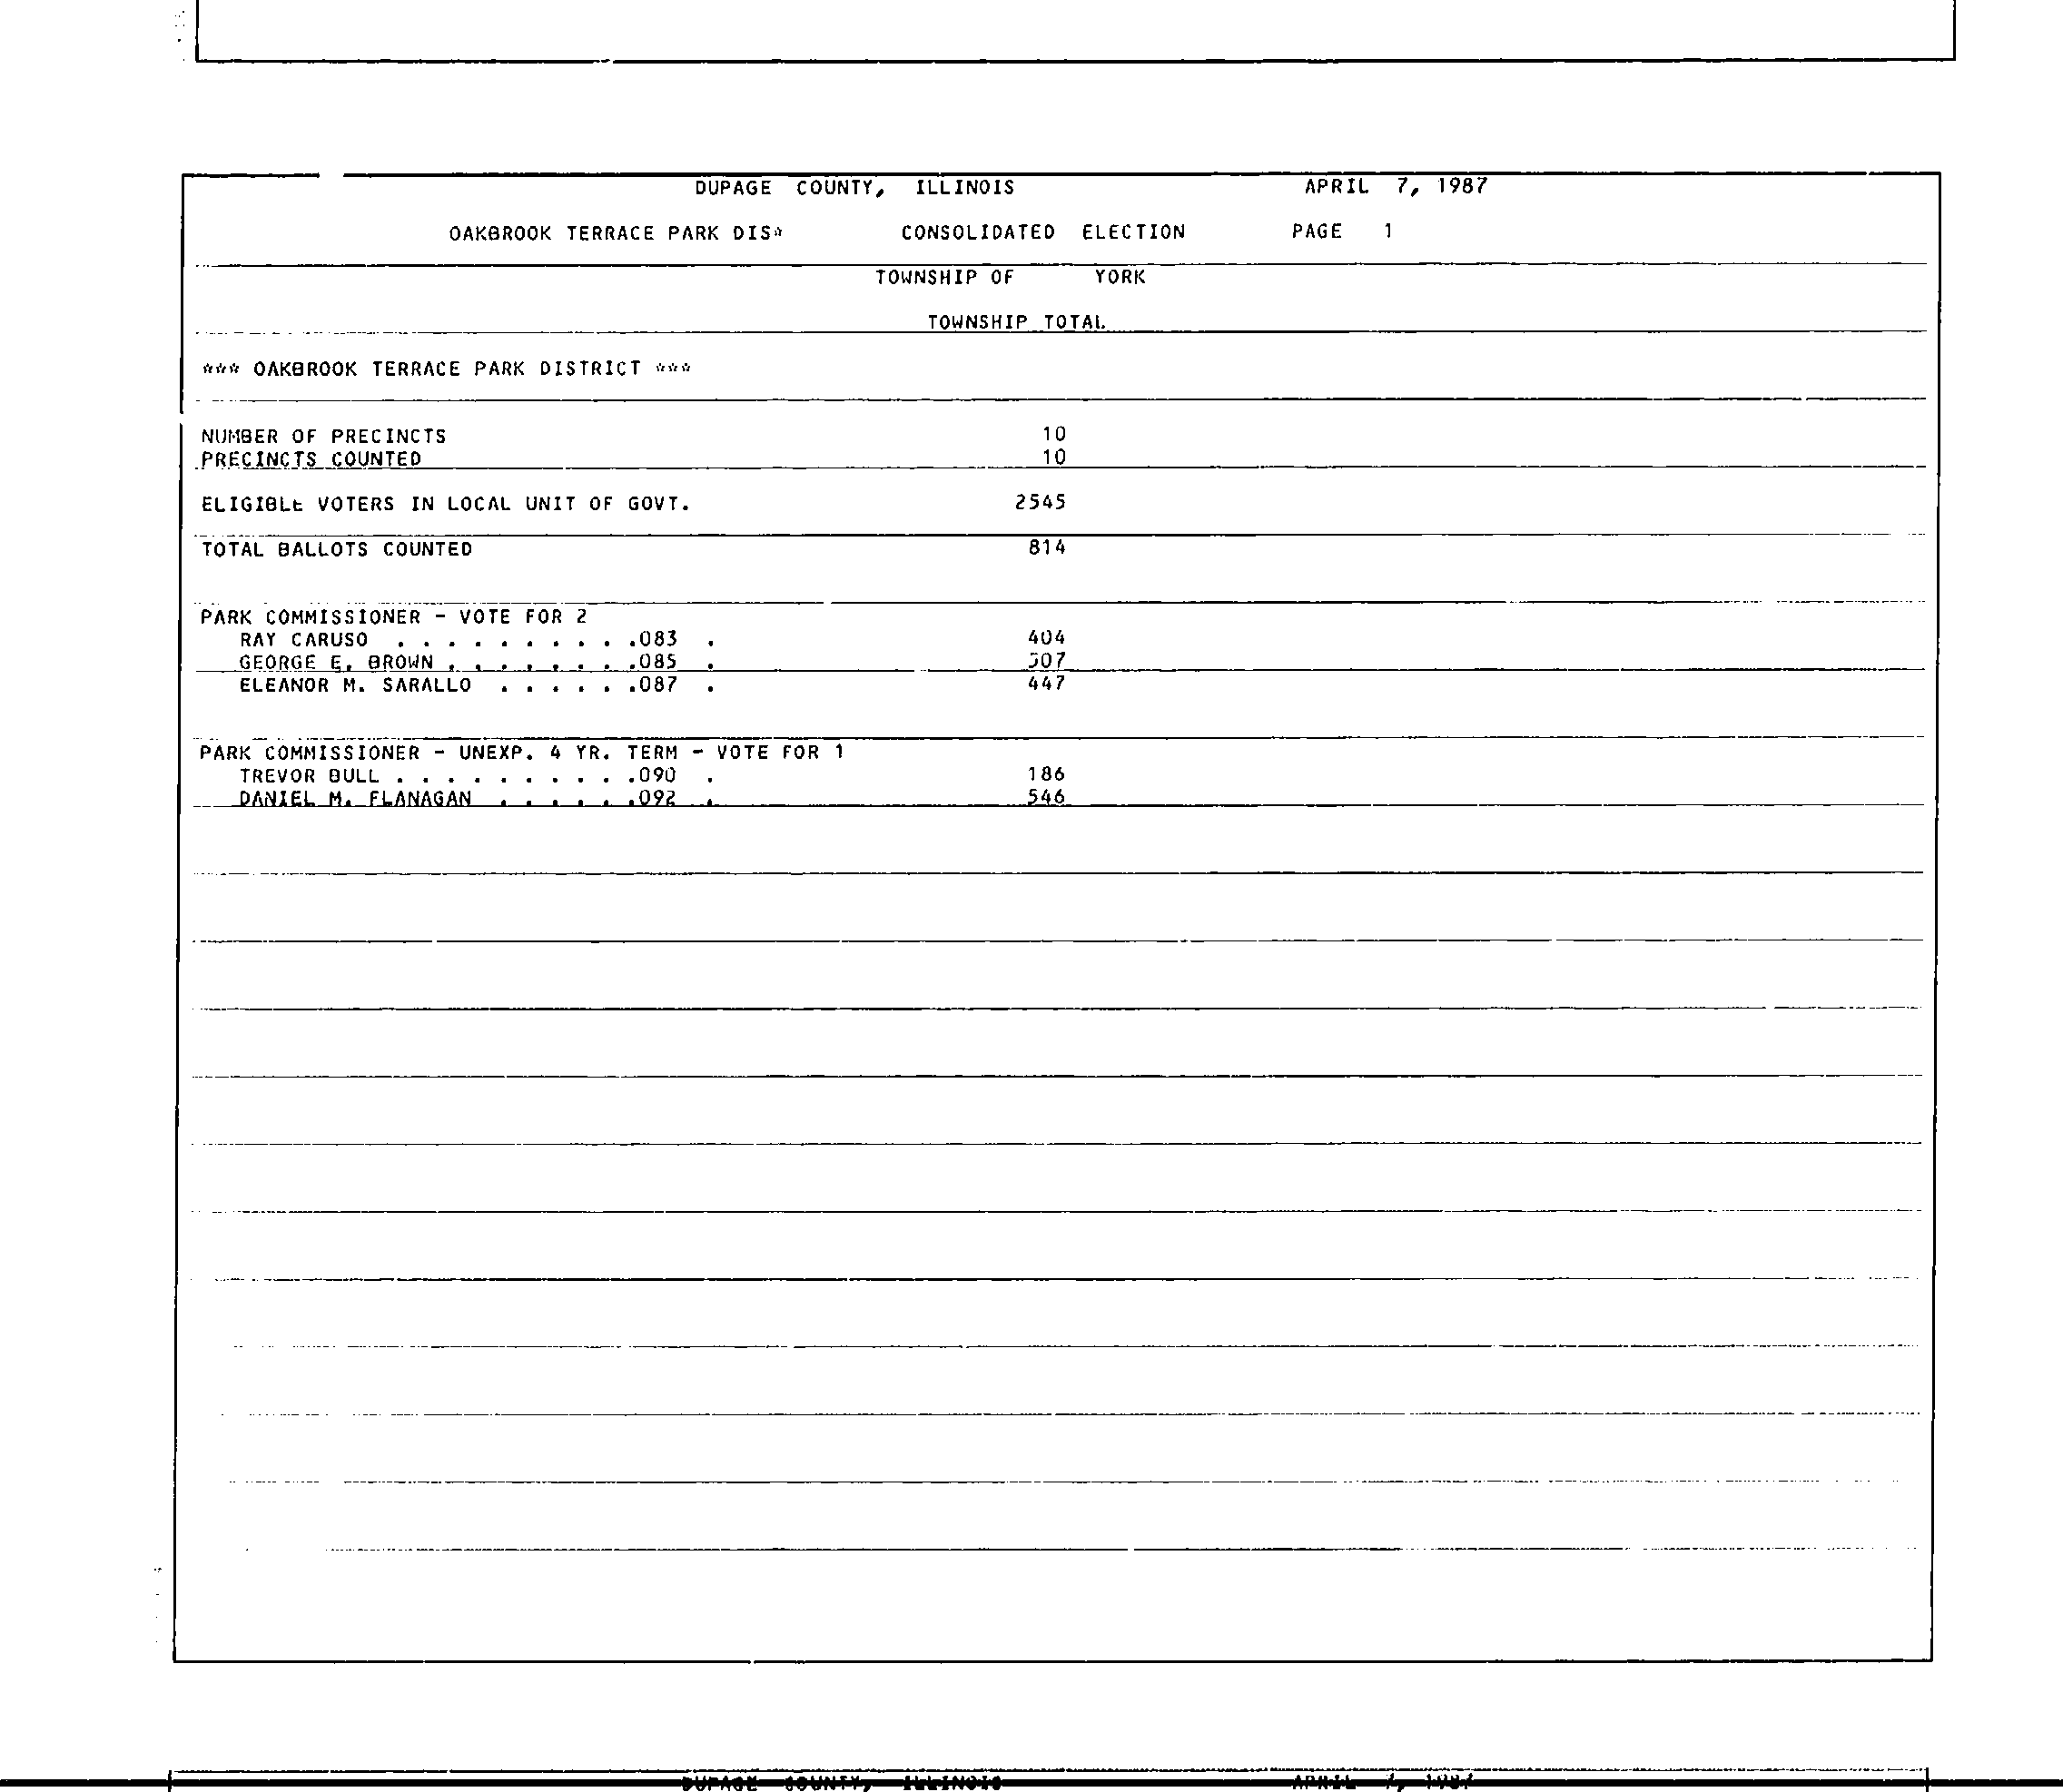 DUPAGE COUNTY, ILLINOIS APRIL 7, 1987
OAKBROOK TERRACE PARK DIS* CONSOLIDATED ELECTION PAGE 1
TOWNSHIP OF YORK
TOWNSHIP TOTAL
*** OAKBROOK TERRACE PARK DISTRICT ***
NUMBER OF PRECINCTS 10
PRECINCTS COUNTED 10
ELIGIBLE VOTERS IN LOCAL UNIT OF GOVT. 2545
TOTAL BALLOTS COUNTED 814
PARK COMMISSIONER - VOTE FOR 2
RAY CARUSO . . . . . . . . . .083 . 404
GEORGE E. BROWN . . . . . . . .085 . 507
ELEANOR M. SARALLO . . . . . .087 . 447
PARK COMMISSIONER - UNEXP. 4 YR. TERM - VOTE FOR 1
TREVOR BULL . . . . . . . . . .090 . 186
DANIEL M. FLANAGAN . . . . . .092 . 546
DUPAGE COUNTY, ILLINOIS APRIL 7, 1987